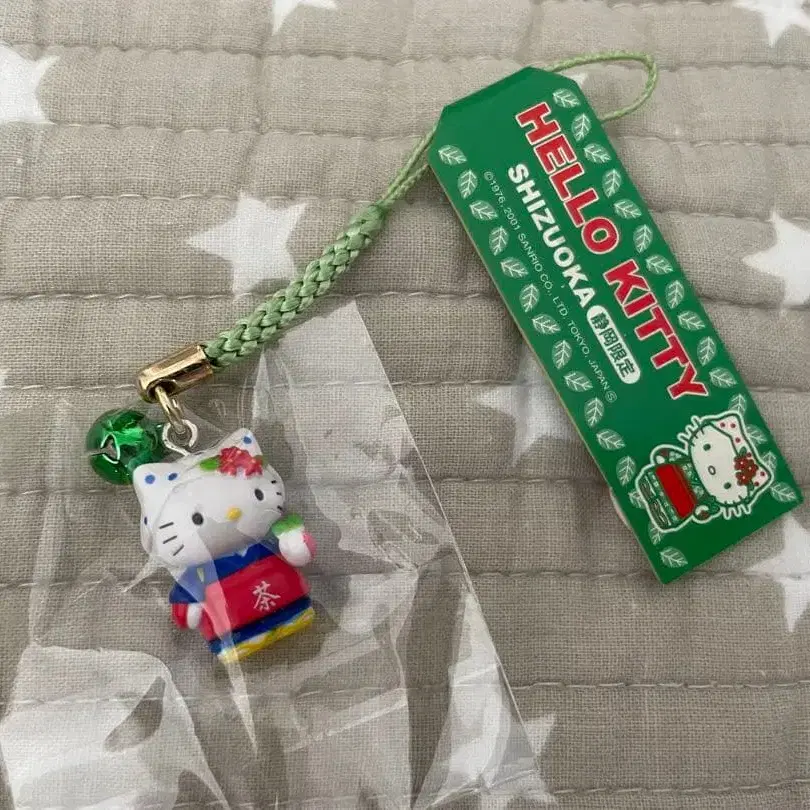 HELLO KITTY
SHIZUOKA 静岡限定
©1976, 2001 SANRIO CO., LTD. TOKYO, JAPAN Ⓢ
茶